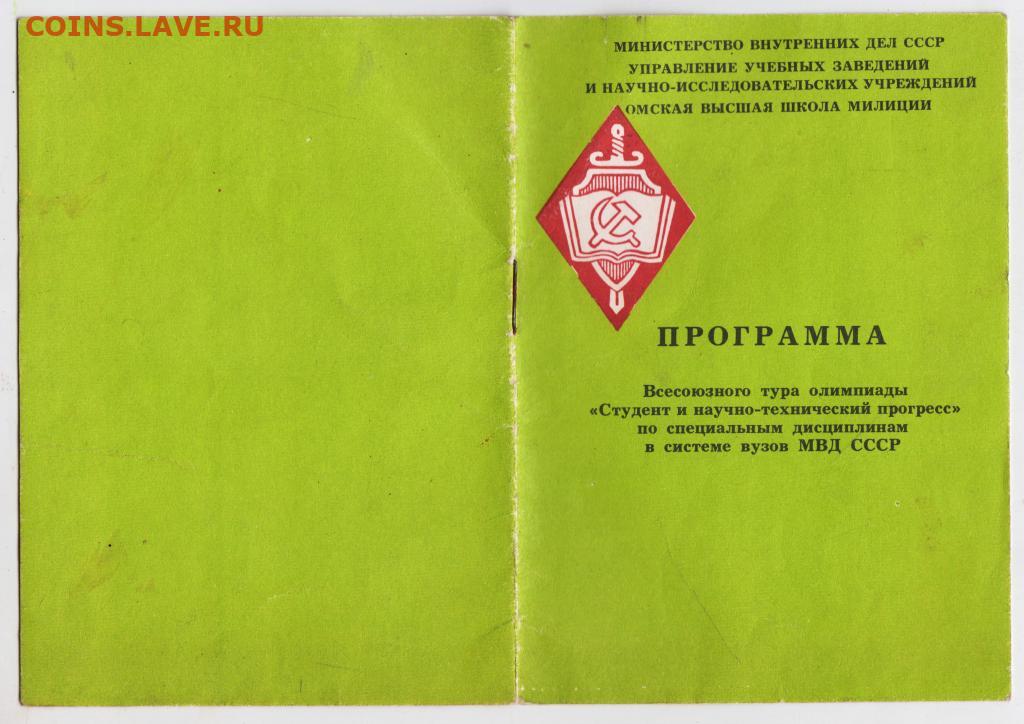 COINS.LAVE.RU
МИНИСТЕРСТВО ВНУТРЕННИХ ДЕЛ СССР
УПРАВЛЕНИЕ УЧЕБНЫХ ЗАВЕДЕНИЙ
И НАУЧНО-ИССЛЕДОВАТЕЛЬСКИХ УЧРЕЖДЕНИЙ
ОМСКАЯ ВЫСШАЯ ШКОЛА МИЛИЦИИ
ПРОГРАММА
Всесоюзного тура олимпиады
«Студент и научно-технический прогресс»
по специальным дисциплинам
в системе вузов МВД СССР